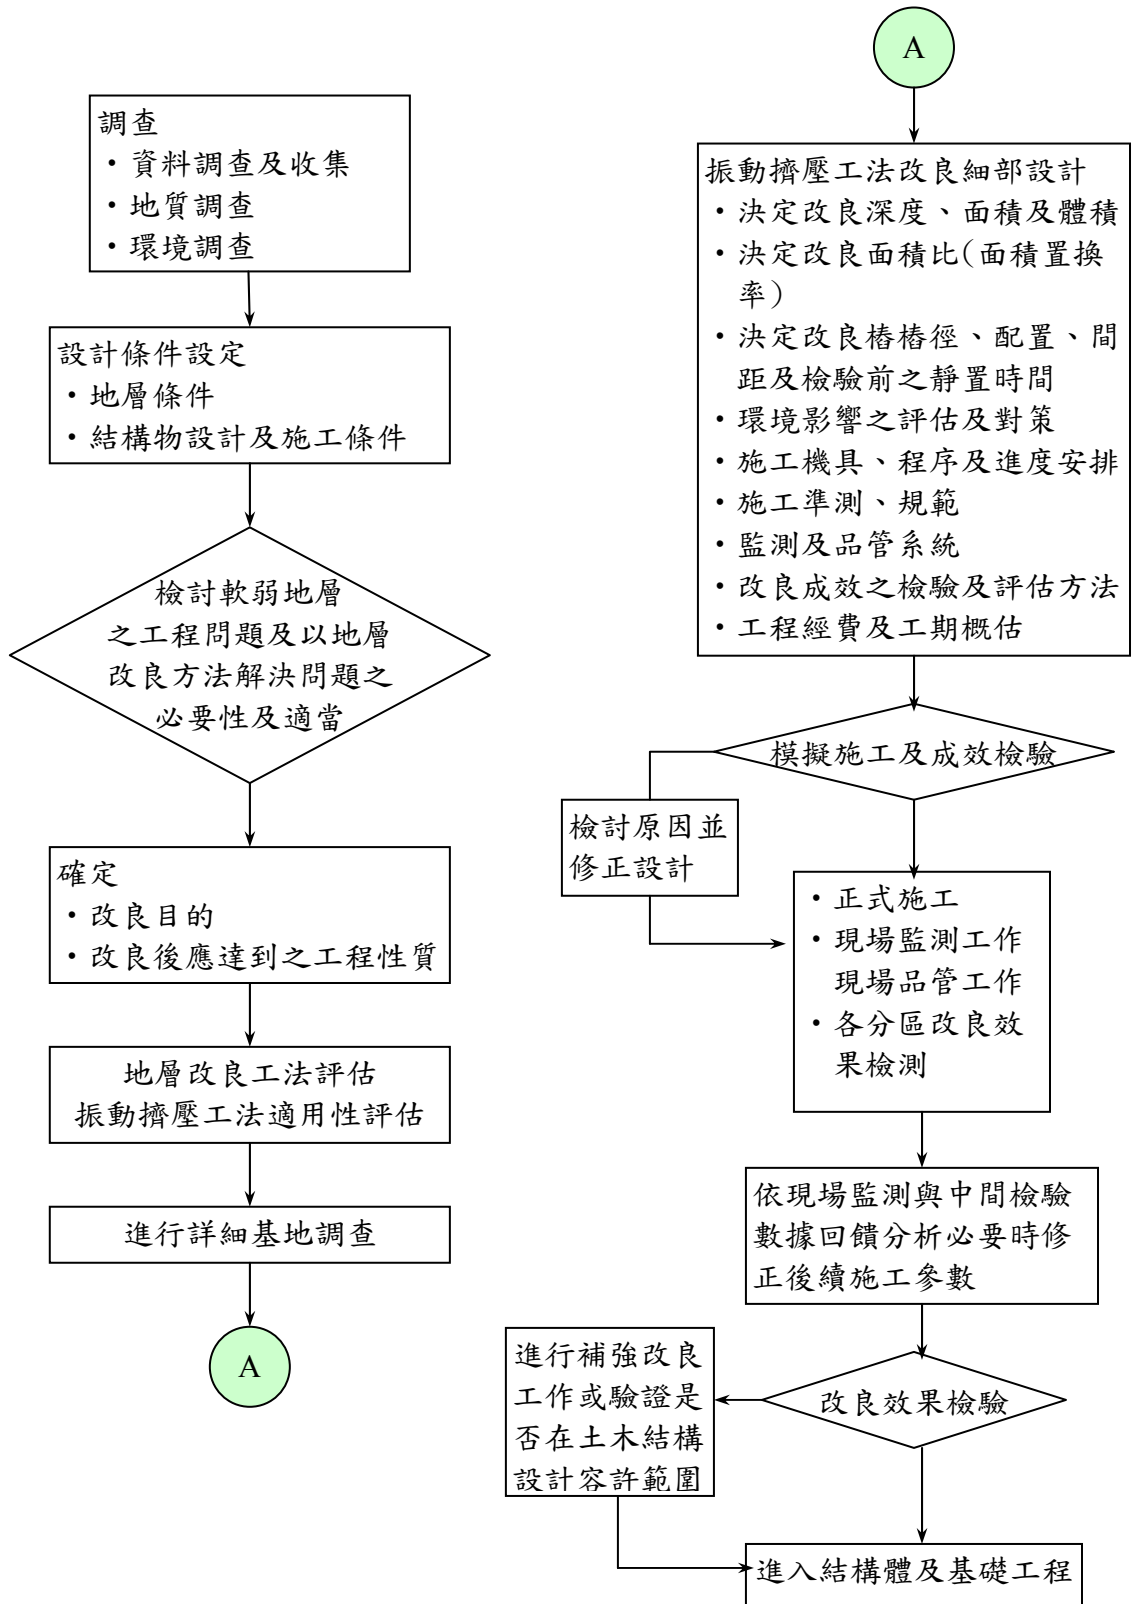 調查
・資料調查及收集
・地質調查
・環境調查
設計條件設定
・地層條件
・結構物設計及施工條件
檢討軟弱地層
之工程問題及以地層
改良方法解決問題之
必要性及適當
確定
・改良目的
・改良後應達到之工程性質
地層改良工法評估
振動擠壓工法適用性評估
進行詳細基地調查
A
A
振動擠壓工法改良細部設計
・決定改良深度、面積及體積
・決定改良面積比(面積置換
率)
・決定改良樁樁徑、配置、間
距及檢驗前之靜置時間
・環境影響之評估及對策
・施工機具、程序及進度安排
・施工準測、規範
・監測及品管系統
・改良成效之檢驗及評估方法
・工程經費及工期概估
模擬施工及成效檢驗
檢討原因並
修正設計
・正式施工
・現場監測工作
現場品管工作
・各分區改良效
果檢測
依現場監測與中間檢驗
數據回饋分析必要時修
正後續施工參數
改良效果檢驗
進行補強改良
工作或驗證是
否在土木結構
設計容許範圍
進入結構體及基礎工程